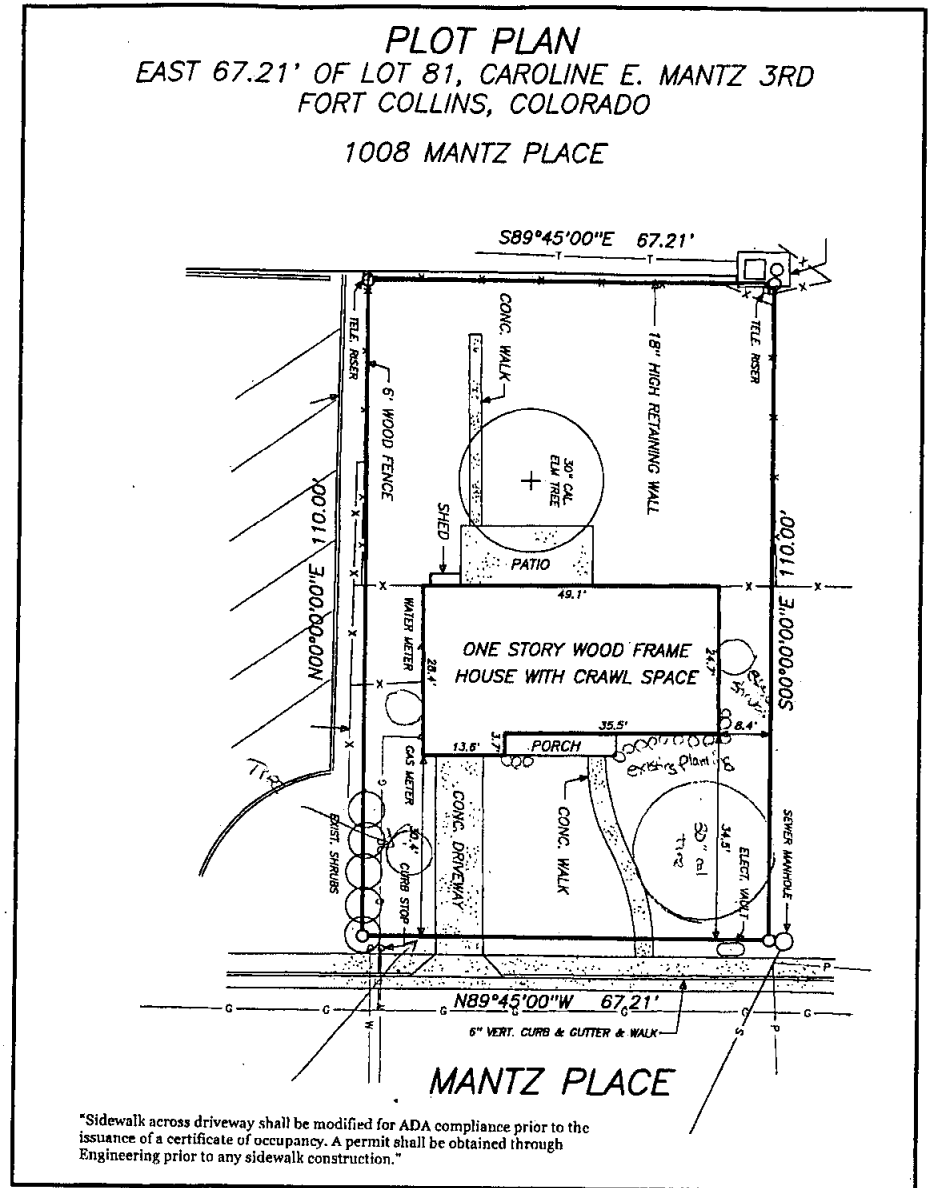 PLOT PLAN
EAST 67.21' OF LOT 81, CAROLINE E. MANTZ 3RD
FORT COLLINS, COLORADO
1008 MANTZ PLACE
S89°45'00"E 67.21'
T T
TELE. RISER
6' WOOD FENCE
CONC. WALK
18" HIGH RETAINING WALL
TELE. RISER
30" CAL
ELM TREE
N00°00'00"E 110.00'
S00°00'00"E 110.00'
SHED
PATIO
49.1'
WATER METER
28.4'
ONE STORY WOOD FRAME
HOUSE WITH CRAWL SPACE
24.7'
8.4'
35.5'
3.7'
PORCH
13.6'
existing planting
Tree
GAS METER
30.4'
CONC. DRIVEWAY
CONC. WALK
34.5'
30" cal
Tree
EXIST. SHRUBS
CURB STOP
ELECT. VAULT
SEWER MANHOLE
N89°45'00"W 67.21'
G G G G G G
6" VERT. CURB & GUTTER & WALK
W
S
P
P
MANTZ PLACE
"Sidewalk across driveway shall be modified for ADA compliance prior to the
issuance of a certificate of occupancy. A permit shall be obtained through
Engineering prior to any sidewalk construction."